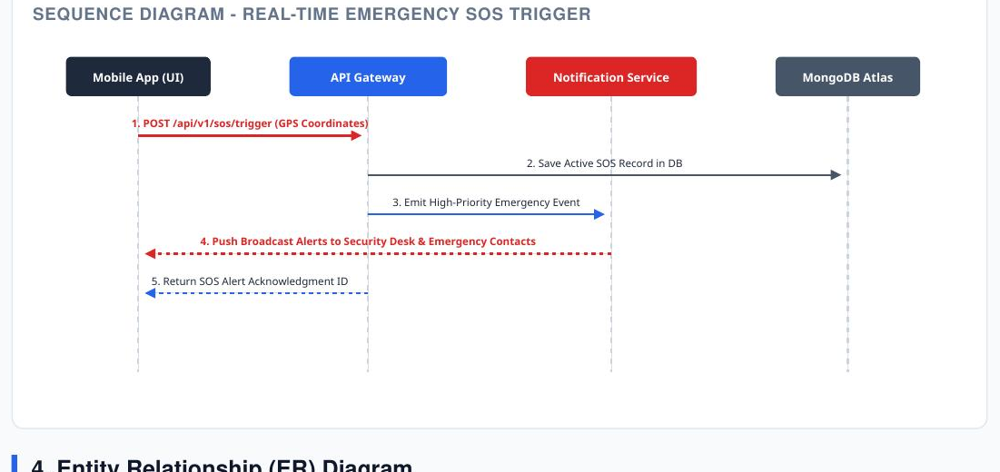 SEQUENCE DIAGRAM - REAL-TIME EMERGENCY SOS TRIGGER
Mobile App (UI)
API Gateway
Notification Service
MongoDB Atlas
1. POST /api/v1/sos/trigger (GPS Coordinates)
2. Save Active SOS Record in DB
3. Emit High-Priority Emergency Event
4. Push Broadcast Alerts to Security Desk & Emergency Contacts
5. Return SOS Alert Acknowledgment ID
4. Entity Relationship (ER) Diagram